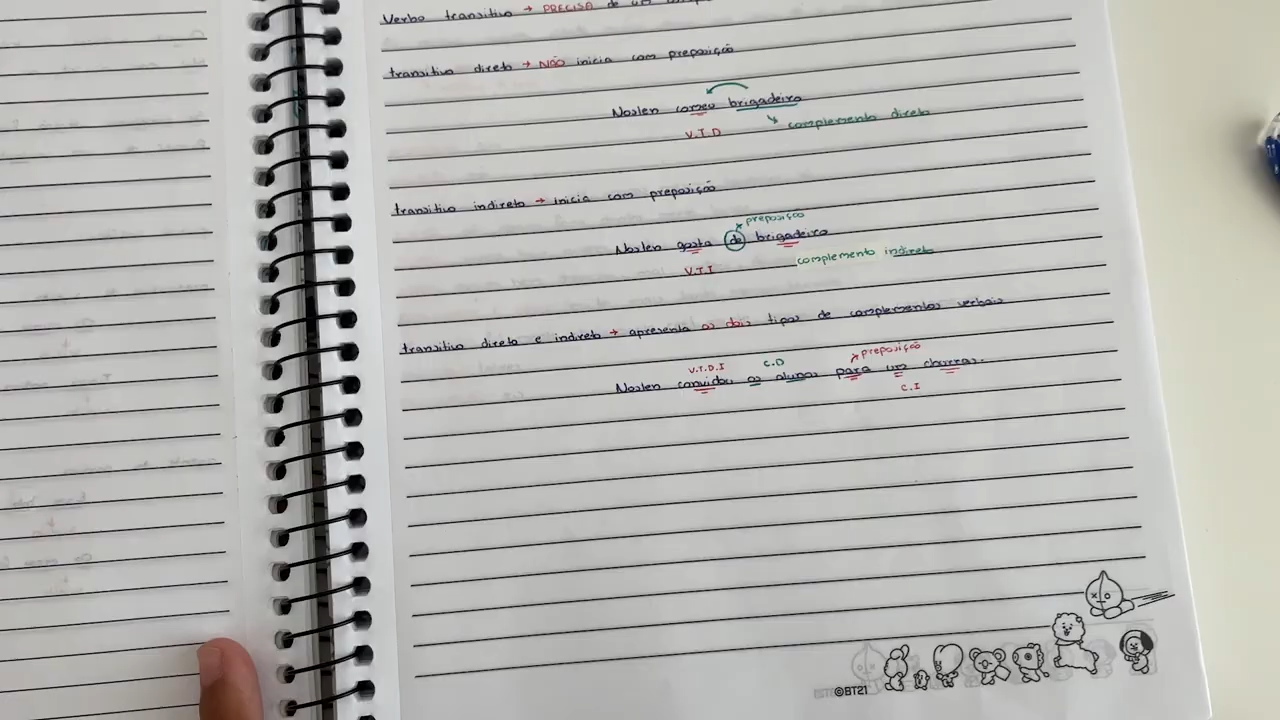 Verbo transitivo → PRECISA de um
transitivo direto → NÃO inicia com preposição
Noslen comeu brigadeiro
V.T.D
complemento direto
transitivo indireto → inicia com preposição
preposição
Noslen gosta de brigadeiro
V.T.I
complemento indireto
transitivo direto e indireto → apresenta os dois tipos de complementos verbais
V.T.D.I C.D preposição
Noslen convidou os alunos para um churras.
C.I
©BT21